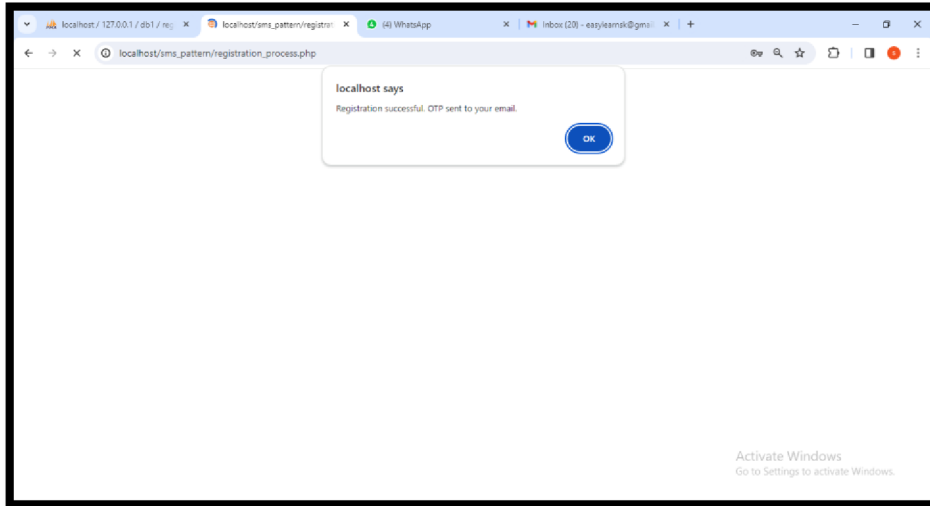 localhost / 127.0.0.1 / db1 / reg
localhost/sms_pattern/registrat
(4) WhatsApp
Inbox (20) - easylearnsk@gmai
localhost/sms_pattern/registration_process.php
localhost says
Registration successful. OTP sent to your email.
OK
Activate Windows
Go to Settings to activate Windows.